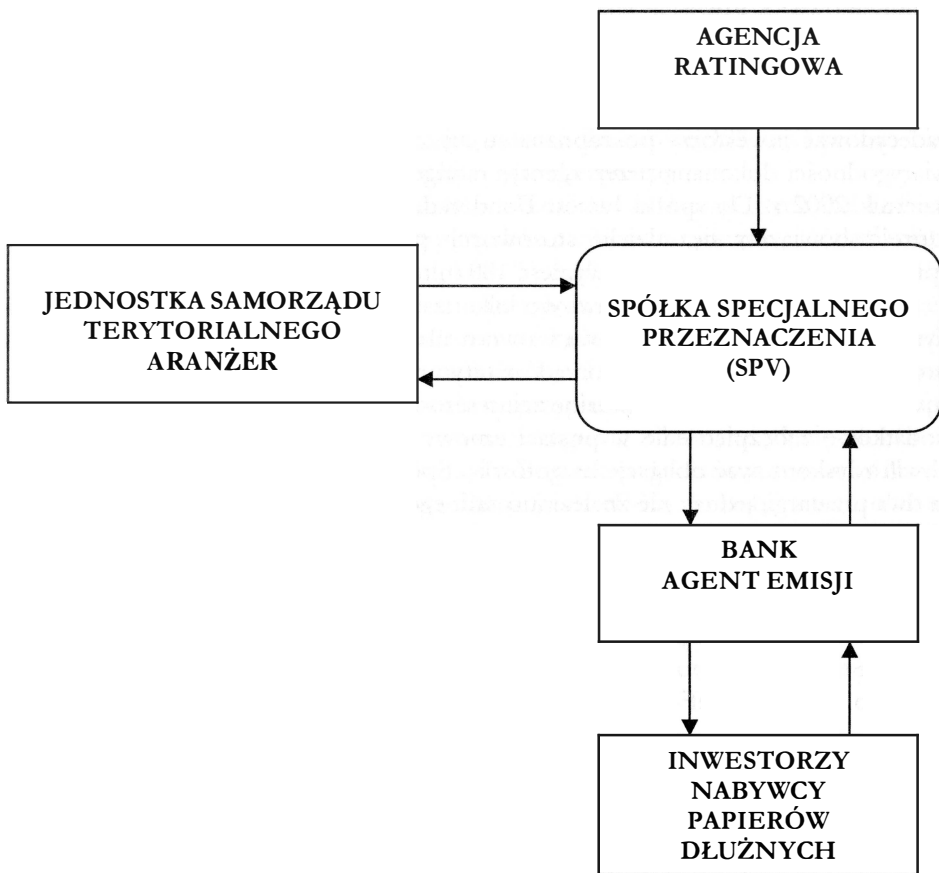 AGENCJA
RATINGOWA
JEDNOSTKA SAMORZĄDU
TERYTORIALNEGO
ARANŻER
SPÓŁKA SPECJALNEGO
PRZEZNACZENIA
(SPV)
BANK
AGENT EMISJI
INWESTORZY
NABYWCY
PAPIERÓW
DŁUŻNYCH